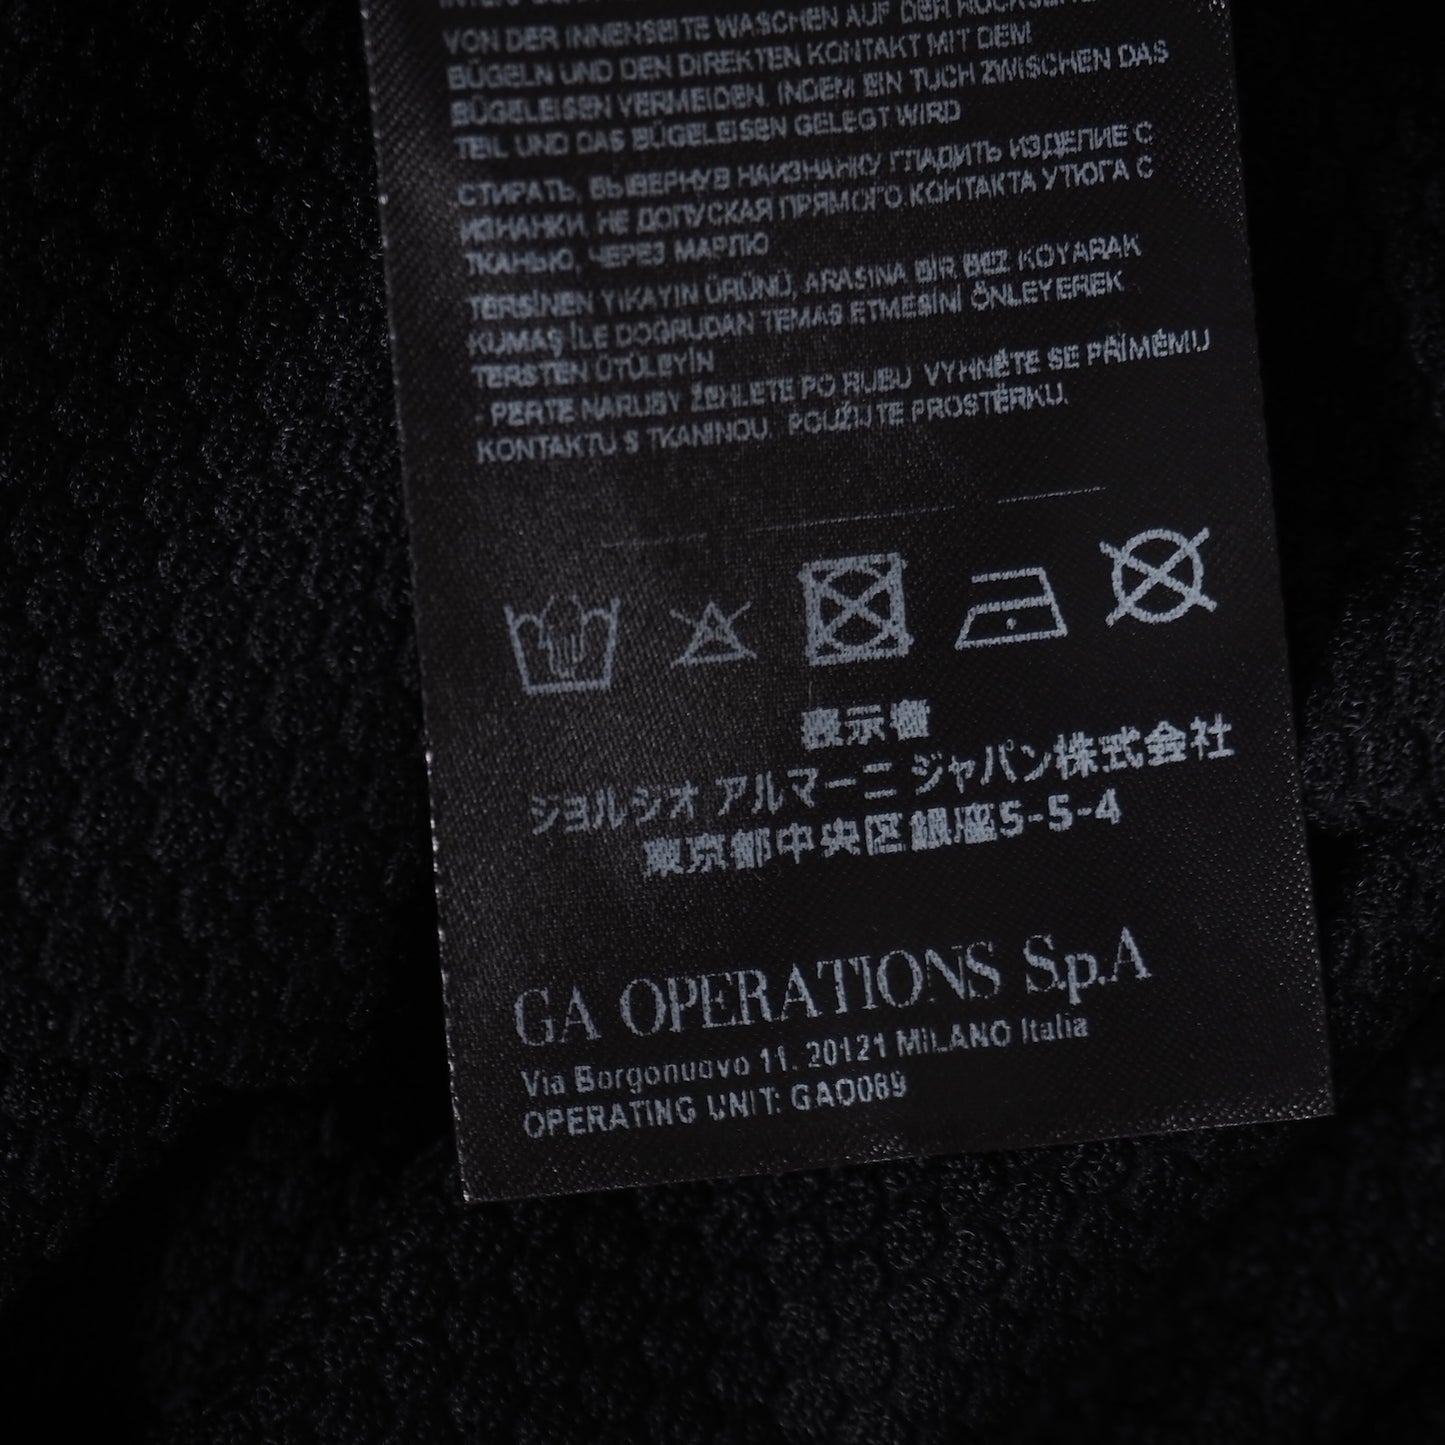 VON DER INNENSEITE WASCHEN AUF DER
BÜGELN UND DEN DIREKTEN KONTAKT MIT DEM
BÜGELEISEN VERMEIDEN, INDEM EIN TUCH ZWISCHEN DAS
TEIL UND DAS BÜGELEISEN GELEGT WIRD
СТИРАТЬ, ВЫВЕРНУВ НАИЗНАНКУ ГЛАДИТЬ ИЗДЕЛИЕ С
ИЗНАНКИ, НЕ ДОПУСКАЯ ПРЯМОГО КОНТАКТА УТЮГА С
ТКАНЬЮ, ЧЕРЕЗ МАРЛЮ
TERSİNEN YIKAYIN ÜRÜNÜ, ARASINA BİR BEZ KOYARAK
KUMAŞ İLE DOĞRUDAN TEMAS ETMESİNİ ÖNLEYEREK
TERSTEN ÜTÜLEYİN
- PERTE NARUBY ŽEHLETE PO RUBU VYHNĚTE SE PŘÍMÉMU
KONTAKTU S TKANINOU. POUŽIJTE PROSTĚRKU.
表示者
ジョルジオ アルマーニ ジャパン株式会社
東京都中央区銀座5-5-4
GA OPERATIONS S.p.A
Via Borgonuovo 11, 20121 MILANO Italia
OPERATING UNIT: GAO069